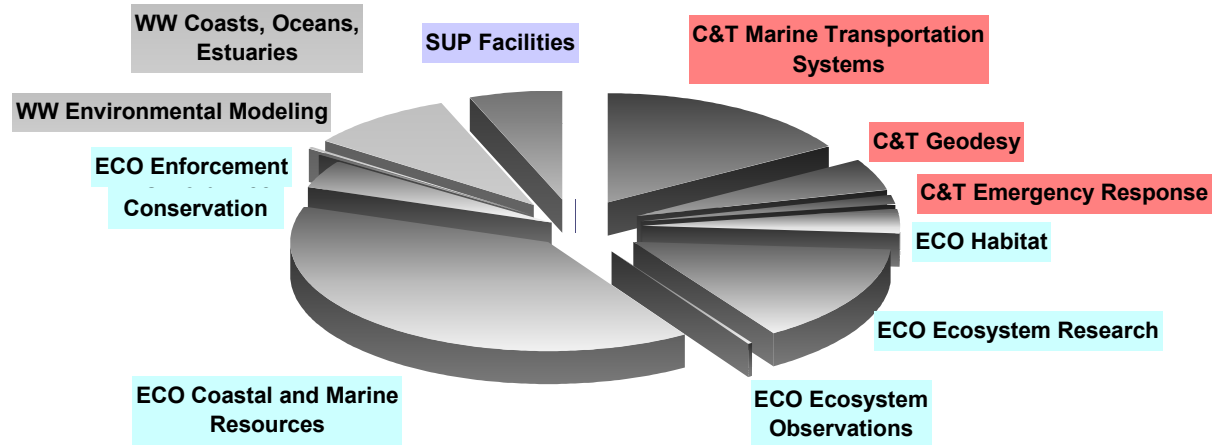 WW Coasts, Oceans,
Estuaries
SUP Facilities
C&T Marine Transportation
Systems
WW Environmental Modeling
ECO Enforcement
Conservation
C&T Geodesy
C&T Emergency Response
ECO Habitat
ECO Ecosystem Research
ECO Coastal and Marine
Resources
ECO Ecosystem
Observations